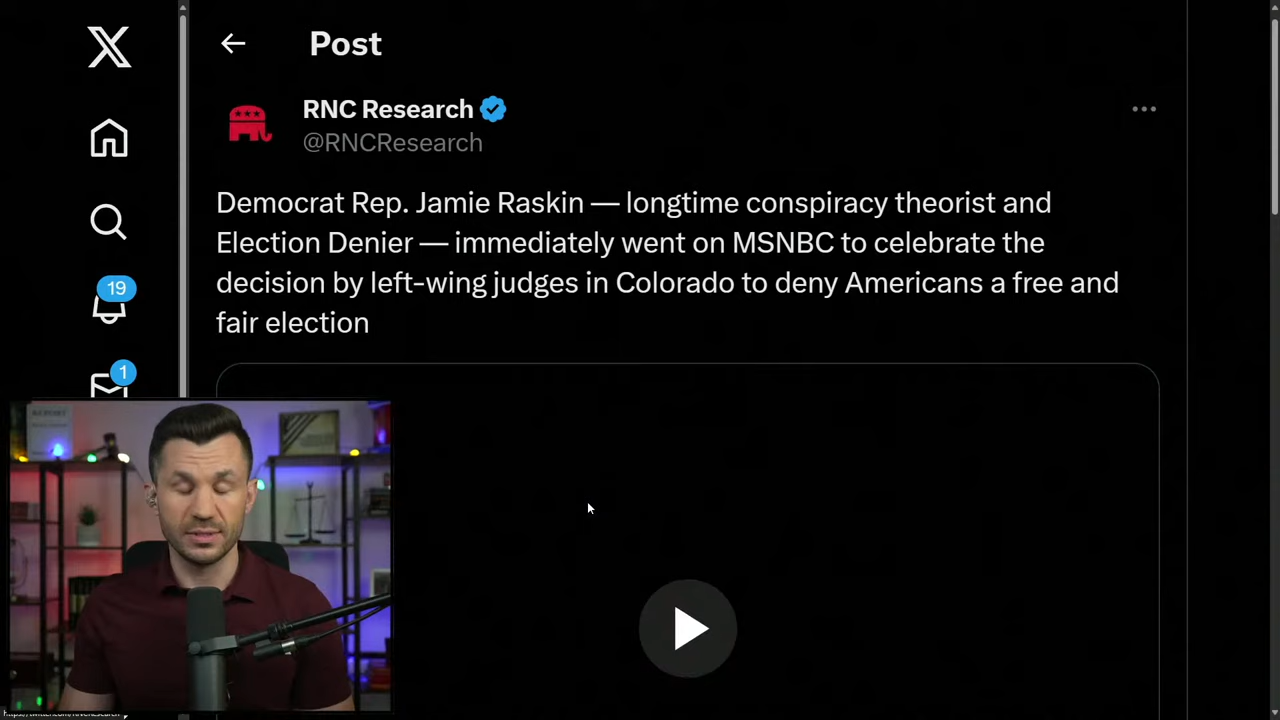 Post
RNC Research
@RNCResearch
Democrat Rep. Jamie Raskin — longtime conspiracy theorist and
Election Denier — immediately went on MSNBC to celebrate the
decision by left-wing judges in Colorado to deny Americans a free and
fair election
19
1